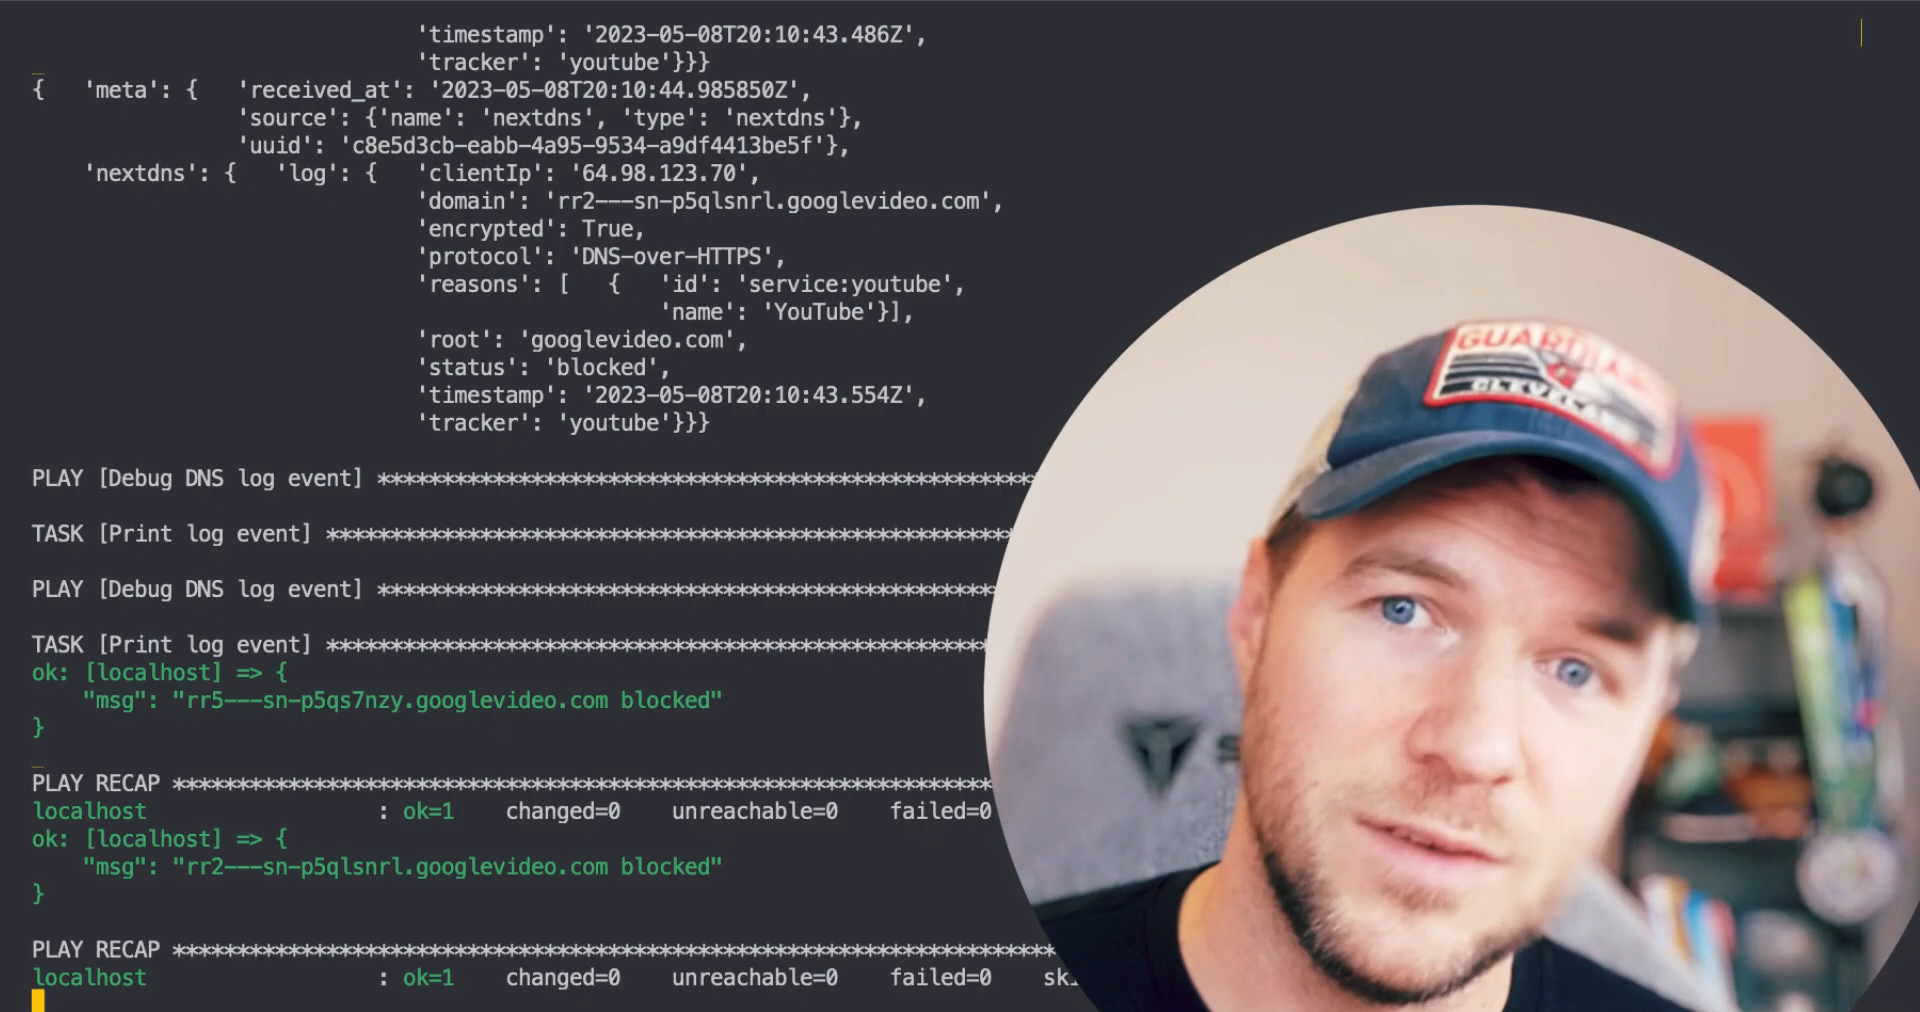 'timestamp': '2023-05-08T20:10:43.486Z',
'tracker': 'youtube'}}}
{   'meta': {   'received_at': '2023-05-08T20:10:44.985850Z',
'source': {'name': 'nextdns', 'type': 'nextdns'},
'uuid': 'c8e5d3cb-eabb-4a95-9534-a9df4413be5f'},
'nextdns': {   'log': {   'clientIp': '64.98.123.70',
'domain': 'rr2---sn-p5qlsnrl.googlevideo.com',
'encrypted': True,
'protocol': 'DNS-over-HTTPS',
'reasons': [   {   'id': 'service:youtube',
'name': 'YouTube'}],
'root': 'googlevideo.com',
'status': 'blocked',
'timestamp': '2023-05-08T20:10:43.554Z',
'tracker': 'youtube'}}}
PLAY [Debug DNS log event] ****************************************************
TASK [Print log event] ******************************************************
PLAY [Debug DNS log event] *************************************************
TASK [Print log event] ****************************************************
ok: [localhost] => {
"msg": "rr5---sn-p5qs7nzy.googlevideo.com blocked"
}
PLAY RECAP ****************************************************************
localhost                  : ok=1    changed=0    unreachable=0    failed=0
ok: [localhost] => {
"msg": "rr2---sn-p5qlsnrl.googlevideo.com blocked"
}
PLAY RECAP *********************************************************************
localhost                  : ok=1    changed=0    unreachable=0    failed=0